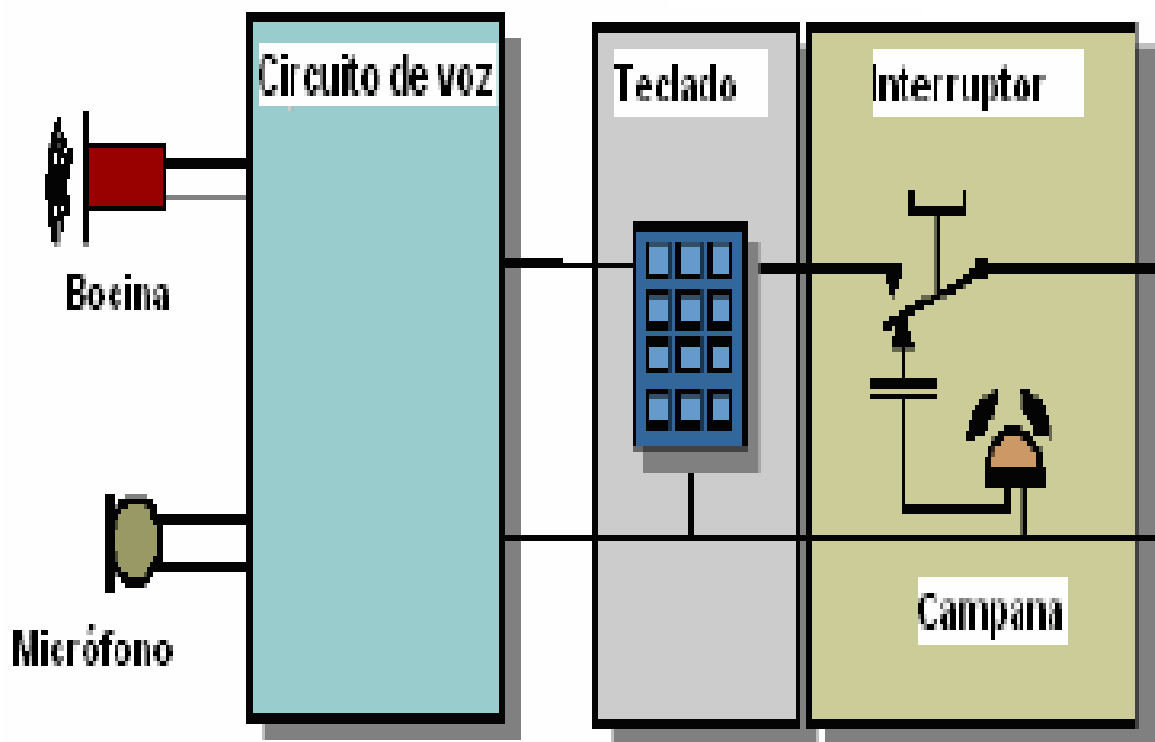 Circuito de voz
Teclado
Interruptor
Bocina
Campana
Micrófono